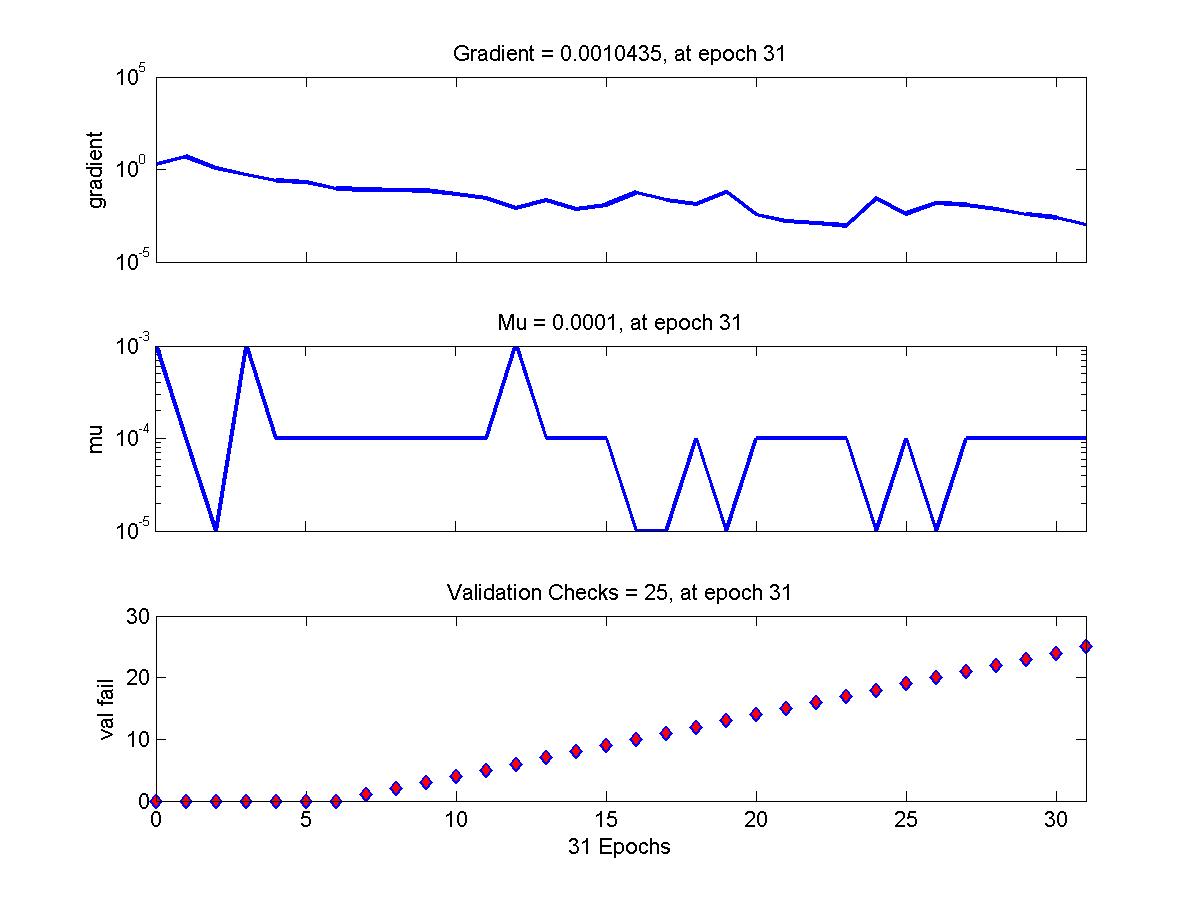 Gradient = 0.0010435, at epoch 31
10^5
10^0
10^-5
gradient
Mu = 0.0001, at epoch 31
10^-3
10^-4
10^-5
mu
Validation Checks = 25, at epoch 31
30
20
10
0
val fail
0 5 10 15 20 25 30
31 Epochs